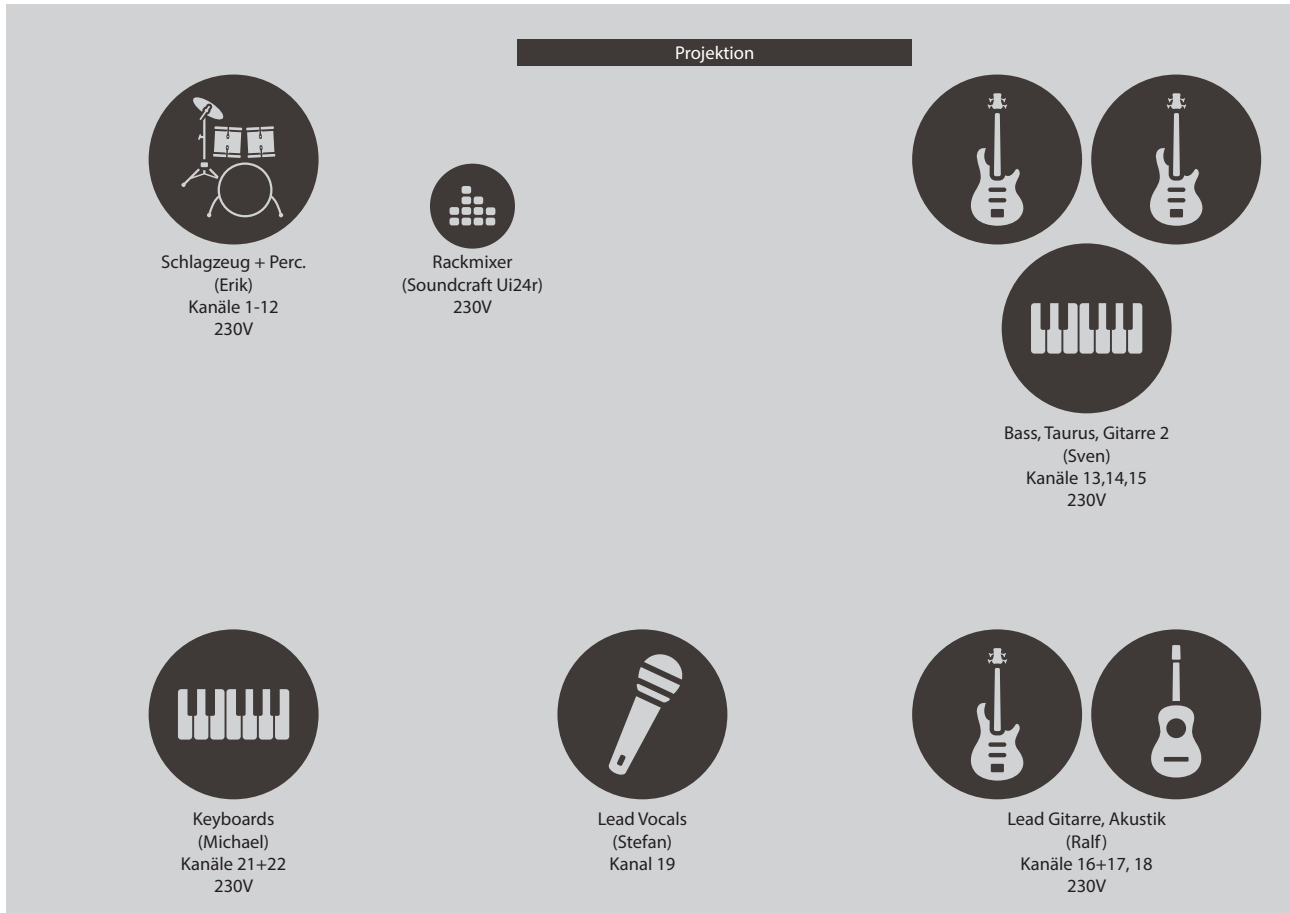 Projektion
Schlagzeug + Perc.
(Erik)
Kanäle 1-12
230V
Rackmixer
(Soundcraft Ui24r)
230V
Bass, Taurus, Gitarre 2
(Sven)
Kanäle 13,14,15
230V
Keyboards
(Michael)
Kanäle 21+22
230V
Lead Vocals
(Stefan)
Kanal 19
Lead Gitarre, Akustik
(Ralf)
Kanäle 16+17, 18
230V